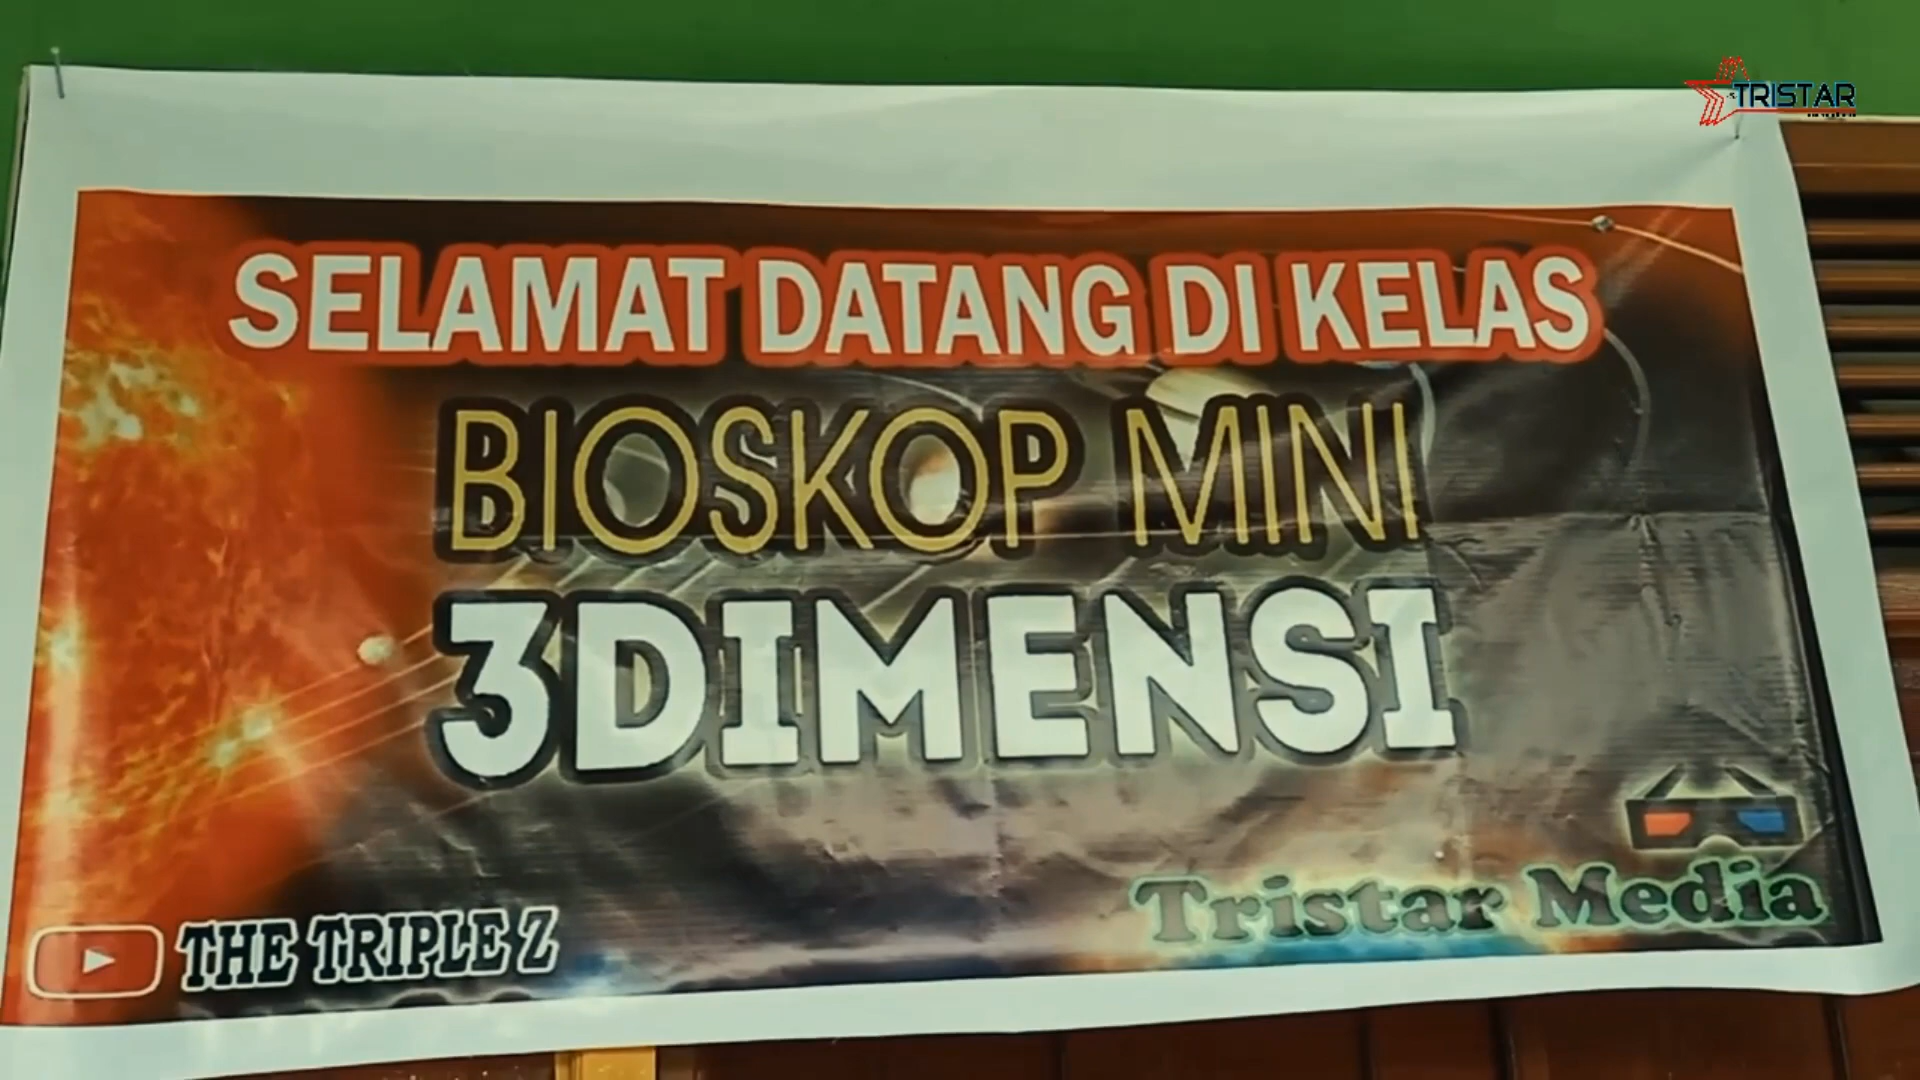 TRISTAR
SELAMAT DATANG DI KELAS
BIOSKOP MINI
3DIMENSI
Tristar Media
THE TRIPLE Z